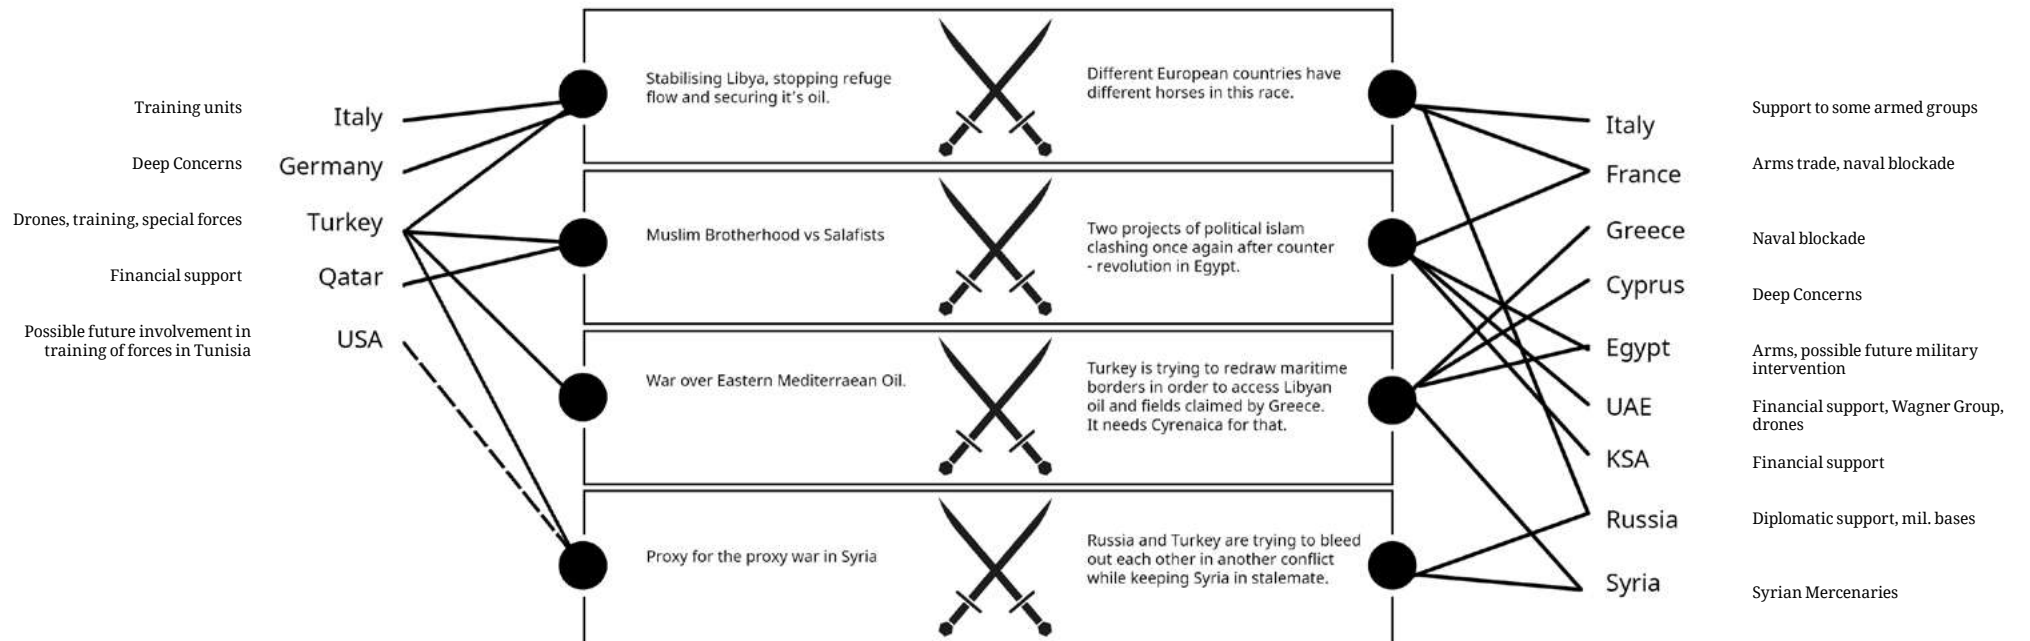 Training units
Deep Concerns
Drones, training, special forces
Financial support
Possible future involvement in
training of forces in Tunisia
Italy
Germany
Turkey
Qatar
USA
Stabilising Libya, stopping refuge
flow and securing it's oil.
Different European countries have
different horses in this race.
Muslim Brotherhood vs Salafists
Two projects of political islam
clashing once again after counter
- revolution in Egypt.
War over Eastern Mediterraean Oil.
Turkey is trying to redraw maritime
borders in order to access Libyan
oil and fields claimed by Greece.
It needs Cyrenaica for that.
Proxy for the proxy war in Syria
Russia and Turkey are trying to bleed
out each other in another conflict
while keeping Syria in stalemate.
Italy
France
Greece
Cyprus
Egypt
UAE
KSA
Russia
Syria
Support to some armed groups
Arms trade, naval blockade
Naval blockade
Deep Concerns
Arms, possible future military
intervention
Financial support, Wagner Group,
drones
Financial support
Diplomatic support, mil. bases
Syrian Mercenaries